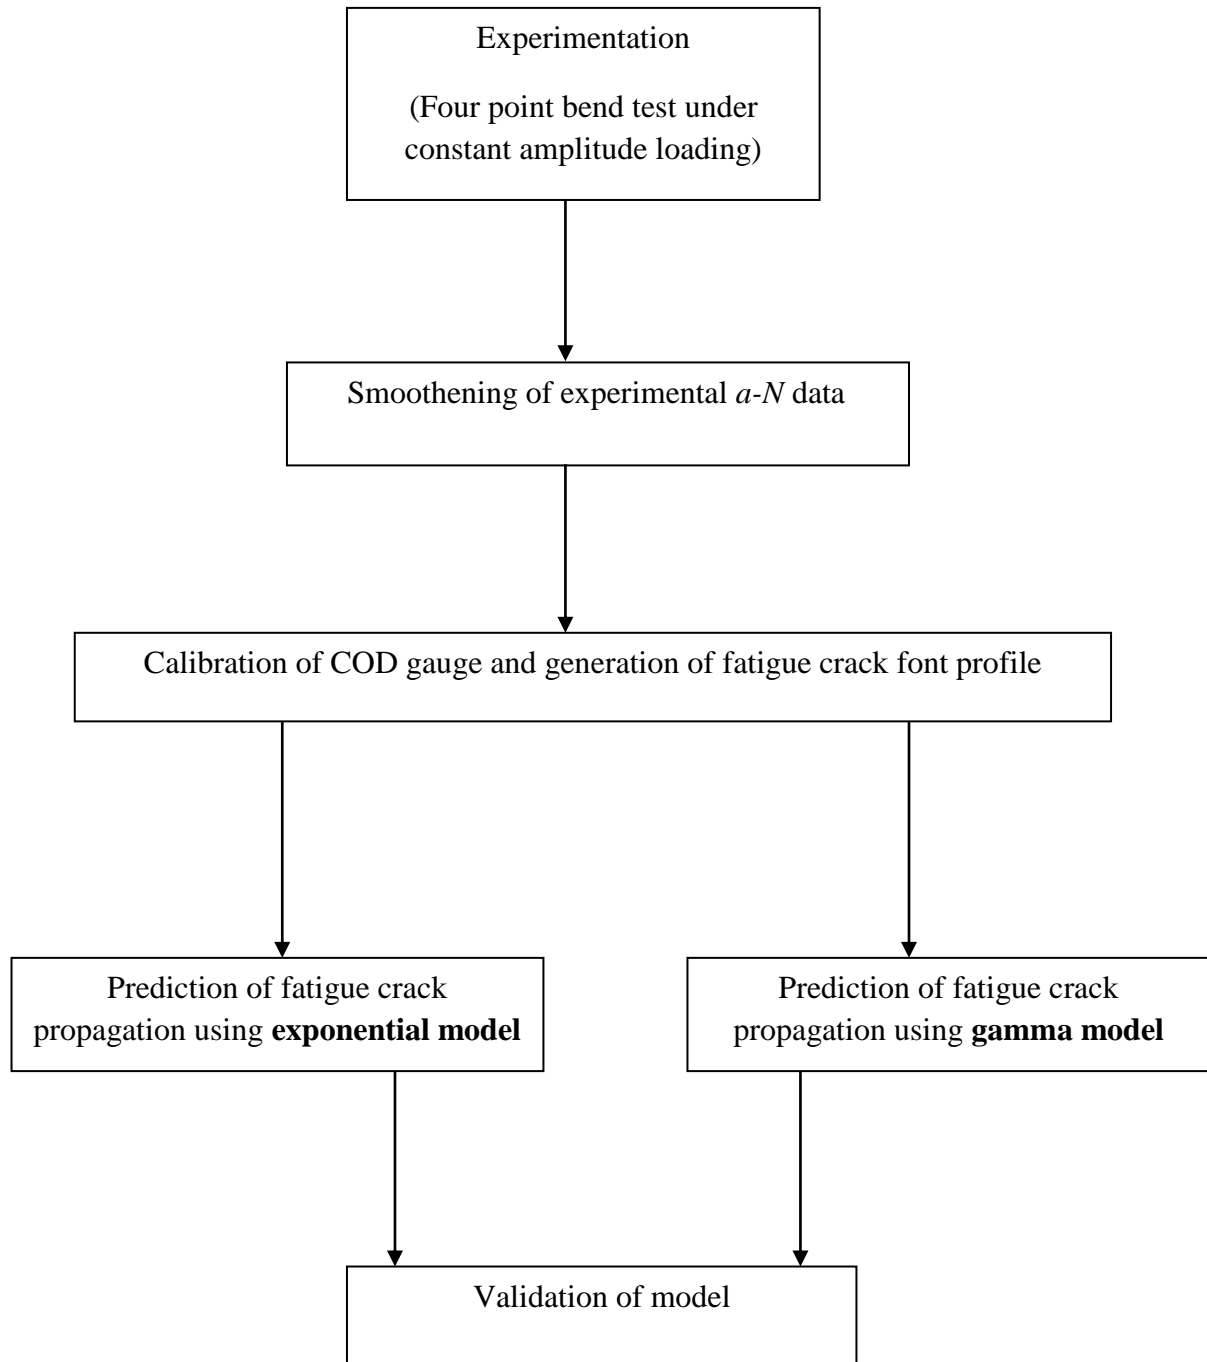 Experimentation
(Four point bend test under
constant amplitude loading)
Smoothening of experimental a-N data
Calibration of COD gauge and generation of fatigue crack font profile
Prediction of fatigue crack
propagation using exponential model
Prediction of fatigue crack
propagation using gamma model
Validation of model